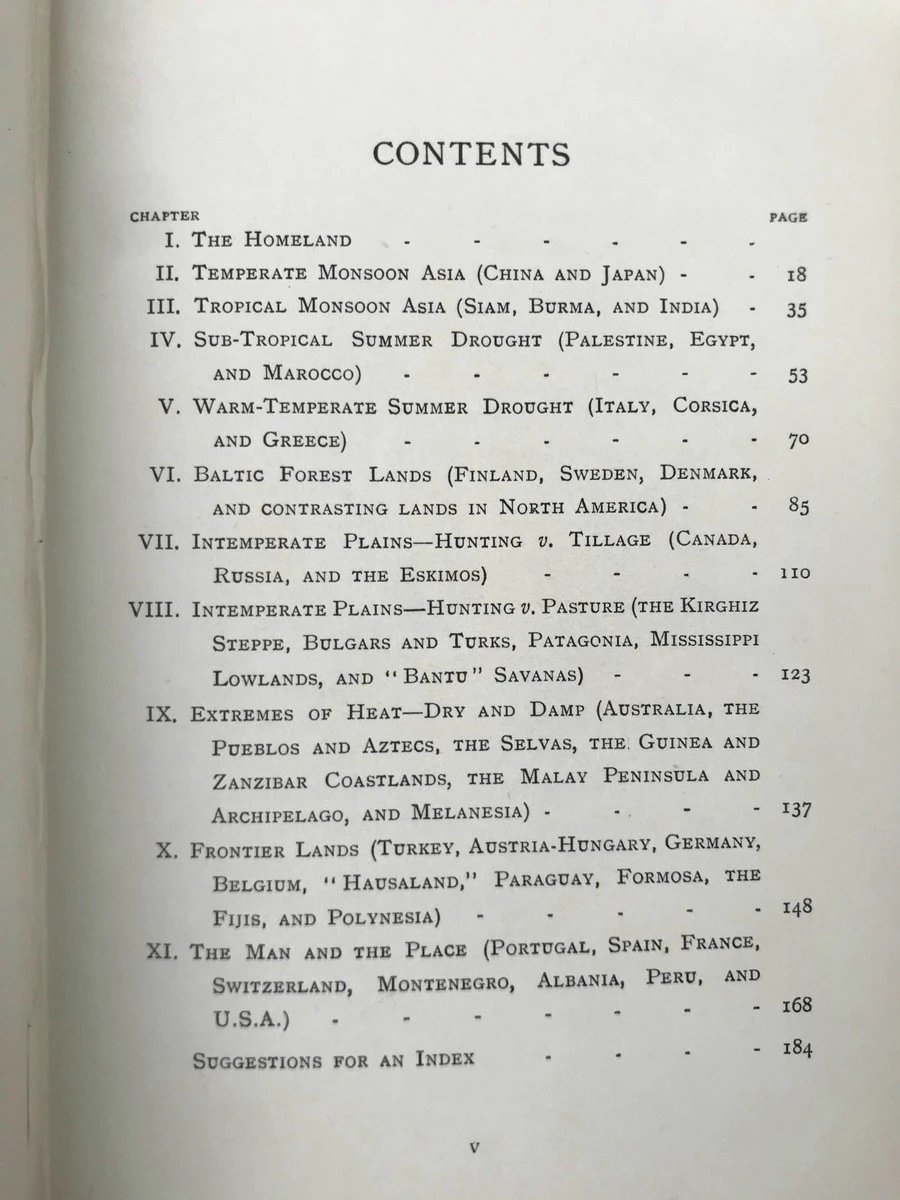 CONTENTS
CHAPTER PAGE
I. The Homeland - - - - - -
II. Temperate Monsoon Asia (China and Japan) - - 18
III. Tropical Monsoon Asia (Siam, Burma, and India) - 35
IV. Sub-Tropical Summer Drought (Palestine, Egypt,
and Marocco) - - - - - - 53
V. Warm-Temperate Summer Drought (Italy, Corsica,
and Greece) - - - - - - 70
VI. Baltic Forest Lands (Finland, Sweden, Denmark,
and contrasting lands in North America) - - 85
VII. Intemperate Plains—Hunting v. Tillage (Canada,
Russia, and the Eskimos) - - - - 110
VIII. Intemperate Plains—Hunting v. Pasture (the Kirghiz
Steppe, Bulgars and Turks, Patagonia, Mississippi
Lowlands, and "Bantu" Savanas) - - - 123
IX. Extremes of Heat—Dry and Damp (Australia, the
Pueblos and Aztecs, the Selvas, the Guinea and
Zanzibar Coastlands, the Malay Peninsula and
Archipelago, and Melanesia) - - - - 137
X. Frontier Lands (Turkey, Austria-Hungary, Germany,
Belgium, "Hausaland," Paraguay, Formosa, the
Fijis, and Polynesia) - - - - - 148
XI. The Man and the Place (Portugal, Spain, France,
Switzerland, Montenegro, Albania, Peru, and
U.S.A.) - - - - - - - 168
Suggestions for an Index - - - - 184
v